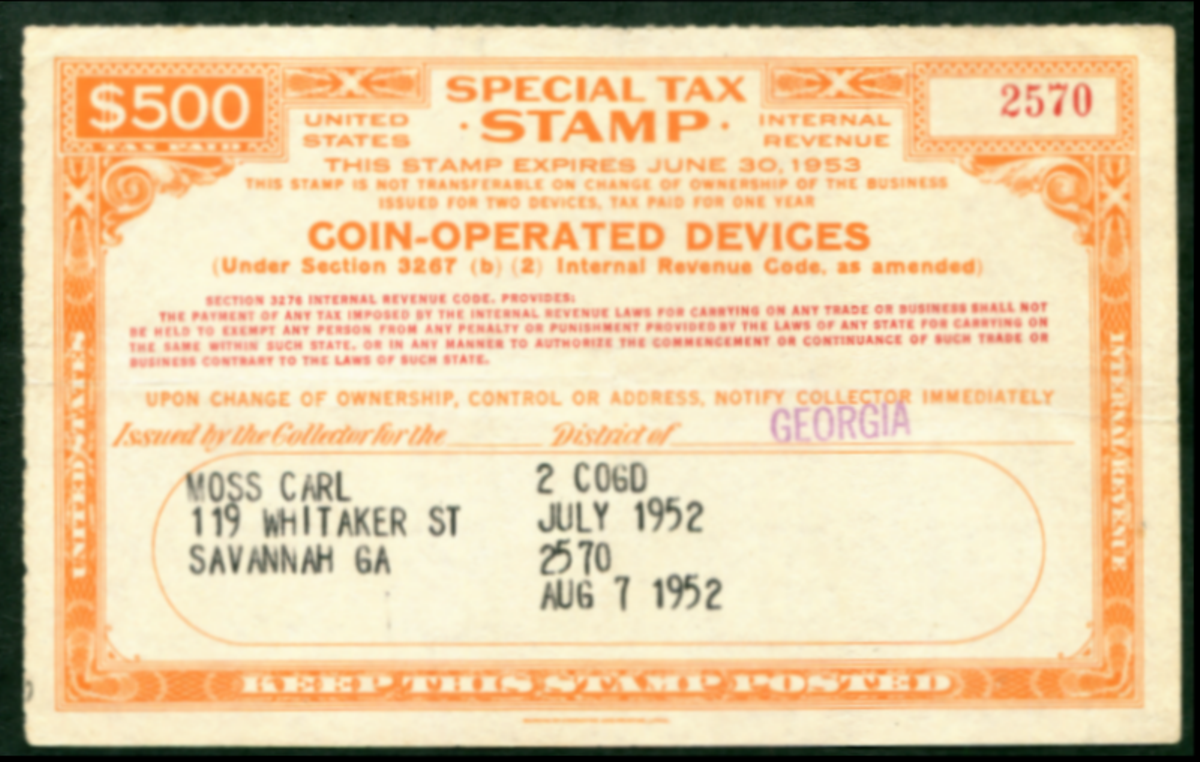 $500
TAX PAID
UNITED STATES
SPECIAL TAX
· STAMP ·
INTERNAL REVENUE
2570
THIS STAMP EXPIRES JUNE 30, 1953
THIS STAMP IS NOT TRANSFERABLE ON CHANGE OF OWNERSHIP OF THE BUSINESS
ISSUED FOR TWO DEVICES, TAX PAID FOR ONE YEAR
COIN-OPERATED DEVICES
(Under Section 3267 (b) (2) Internal Revenue Code, as amended)
SECTION 3276 INTERNAL REVENUE CODE, PROVIDES:
THE PAYMENT OF ANY TAX IMPOSED BY THE INTERNAL REVENUE LAWS FOR CARRYING ON ANY TRADE OR BUSINESS SHALL NOT
BE HELD TO EXEMPT ANY PERSON FROM ANY PENALTY OR PUNISHMENT PROVIDED BY THE LAWS OF ANY STATE FOR CARRYING ON
THE SAME WITHIN SUCH STATE, OR IN ANY MANNER TO AUTHORIZE THE COMMENCEMENT OR CONTINUANCE OF SUCH TRADE OR
BUSINESS CONTRARY TO THE LAWS OF SUCH STATE.
UPON CHANGE OF OWNERSHIP, CONTROL OR ADDRESS, NOTIFY COLLECTOR IMMEDIATELY
Issued by the Collector for the District of GEORGIA
MOSS CARL 2 COGD
119 WHITAKER ST JULY 1952
SAVANNAH GA 2570
AUG 7 1952
UNITED STATES
INTERNAL REVENUE
KEEP THIS STAMP POSTED